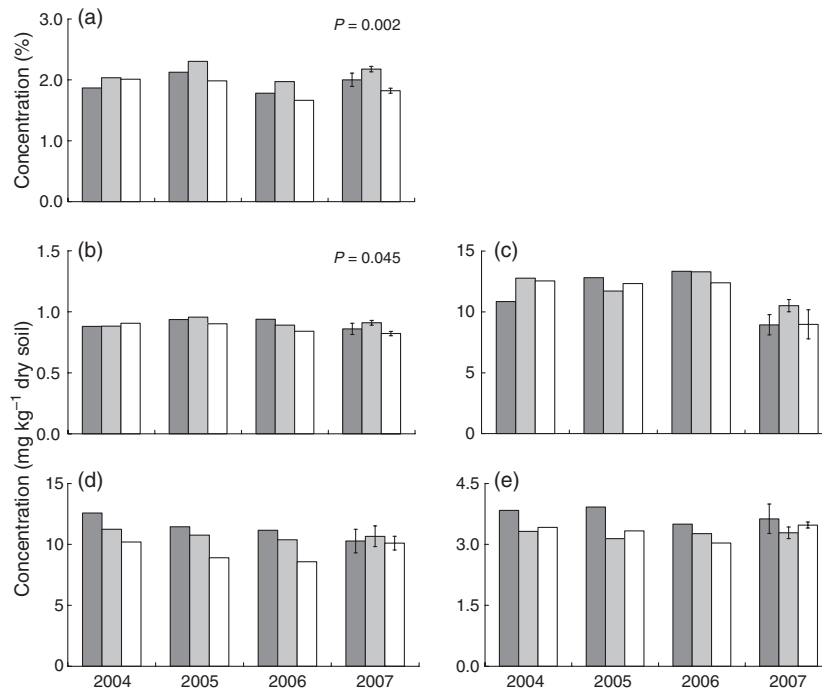 (a)
P = 0.002
3.0
2.0
1.0
0.0
Concentration (%)
(b)
P = 0.045
1.5
1.0
0.5
0.0
(c)
15
10
5
0
Concentration (mg kg⁻¹ dry soil)
(d)
15
10
5
0
2004 2005 2006 2007
(e)
4.5
3.0
1.5
0.0
2004 2005 2006 2007